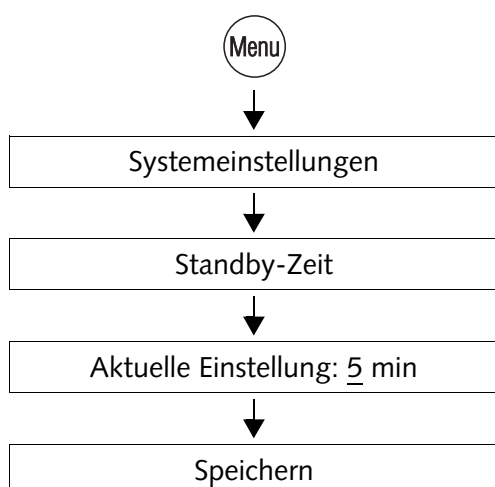 Menu
Systemeinstellungen
Standby-Zeit
Aktuelle Einstellung: 5 min
Speichern